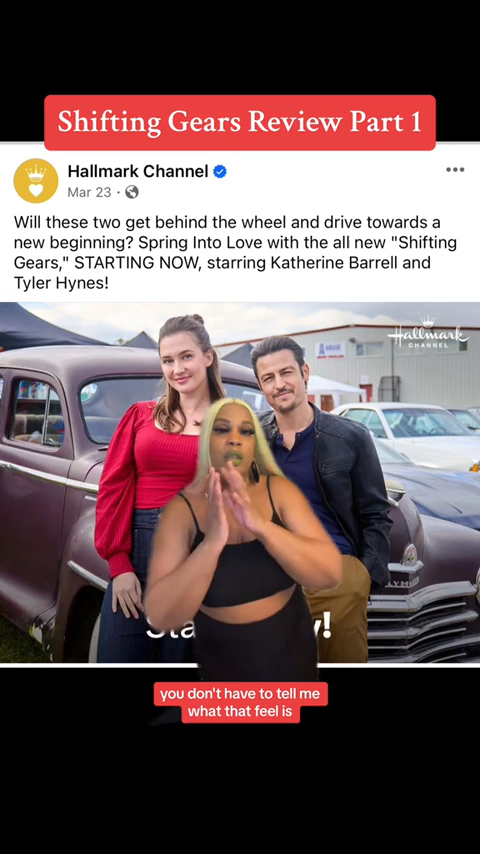 Shifting Gears Review Part 1
Hallmark Channel
Mar 23 ·
Will these two get behind the wheel and drive towards a
new beginning? Spring Into Love with the all new "Shifting
Gears," STARTING NOW, starring Katherine Barrell and
Tyler Hynes!
Hallmark
CHANNEL
PLYMOUTH
you don't have to tell me
what that feel is